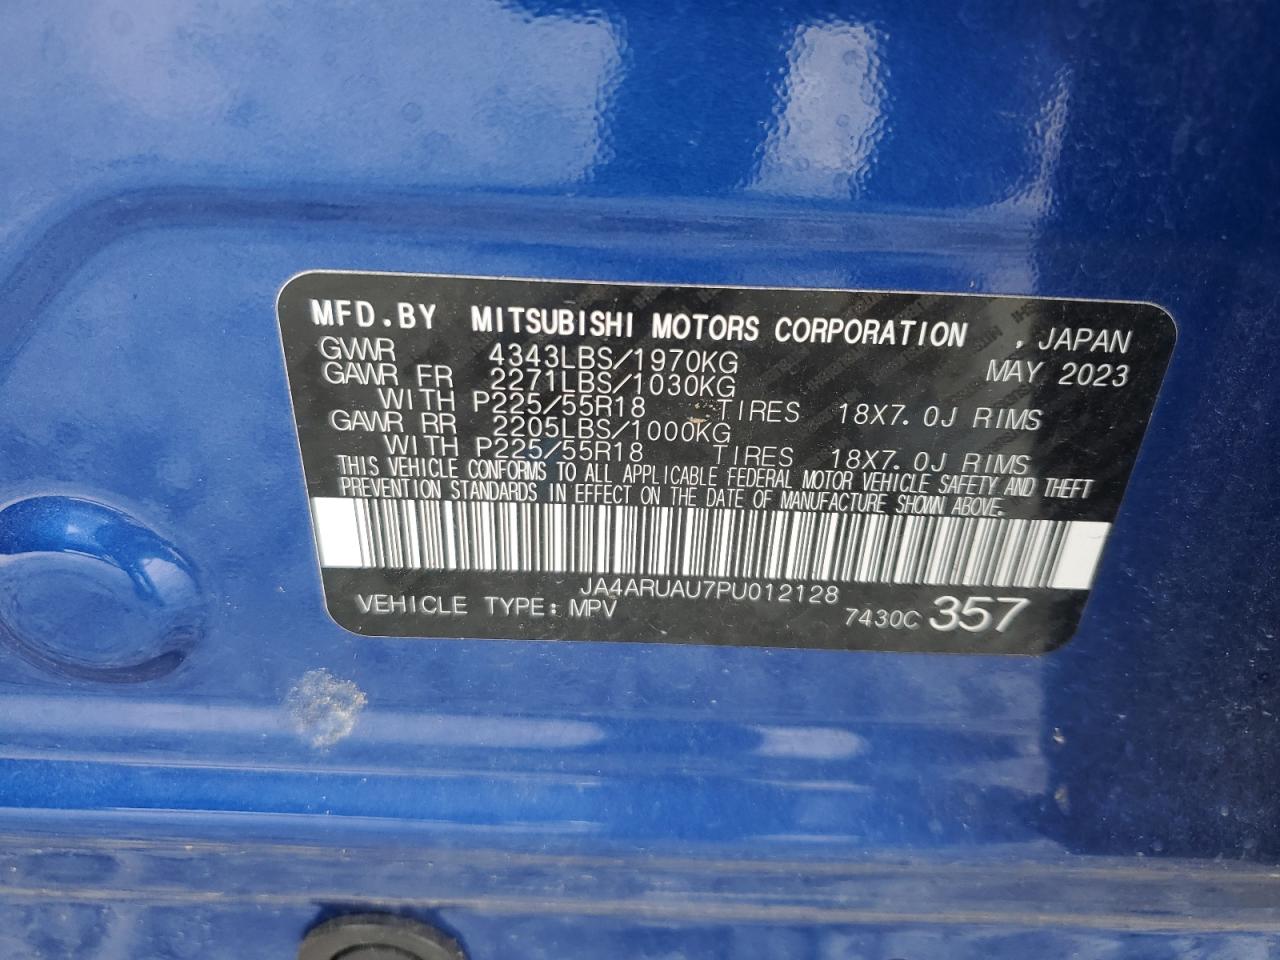 MFD.BY MITSUBISHI MOTORS CORPORATION , JAPAN
GVWR 4343LBS/1970KG MAY 2023
GAWR FR 2271LBS/1030KG
WITH P225/55R18 TIRES 18X7.0J RIMS
GAWR RR 2205LBS/1000KG
WITH P225/55R18 TIRES 18X7.0J RIMS
THIS VEHICLE CONFORMS TO ALL APPLICABLE FEDERAL MOTOR VEHICLE SAFETY AND THEFT
PREVENTION STANDARDS IN EFFECT ON THE DATE OF MANUFACTURE SHOWN ABOVE.
JA4ARUAU7PU012128
VEHICLE TYPE: MPV 7430C 357